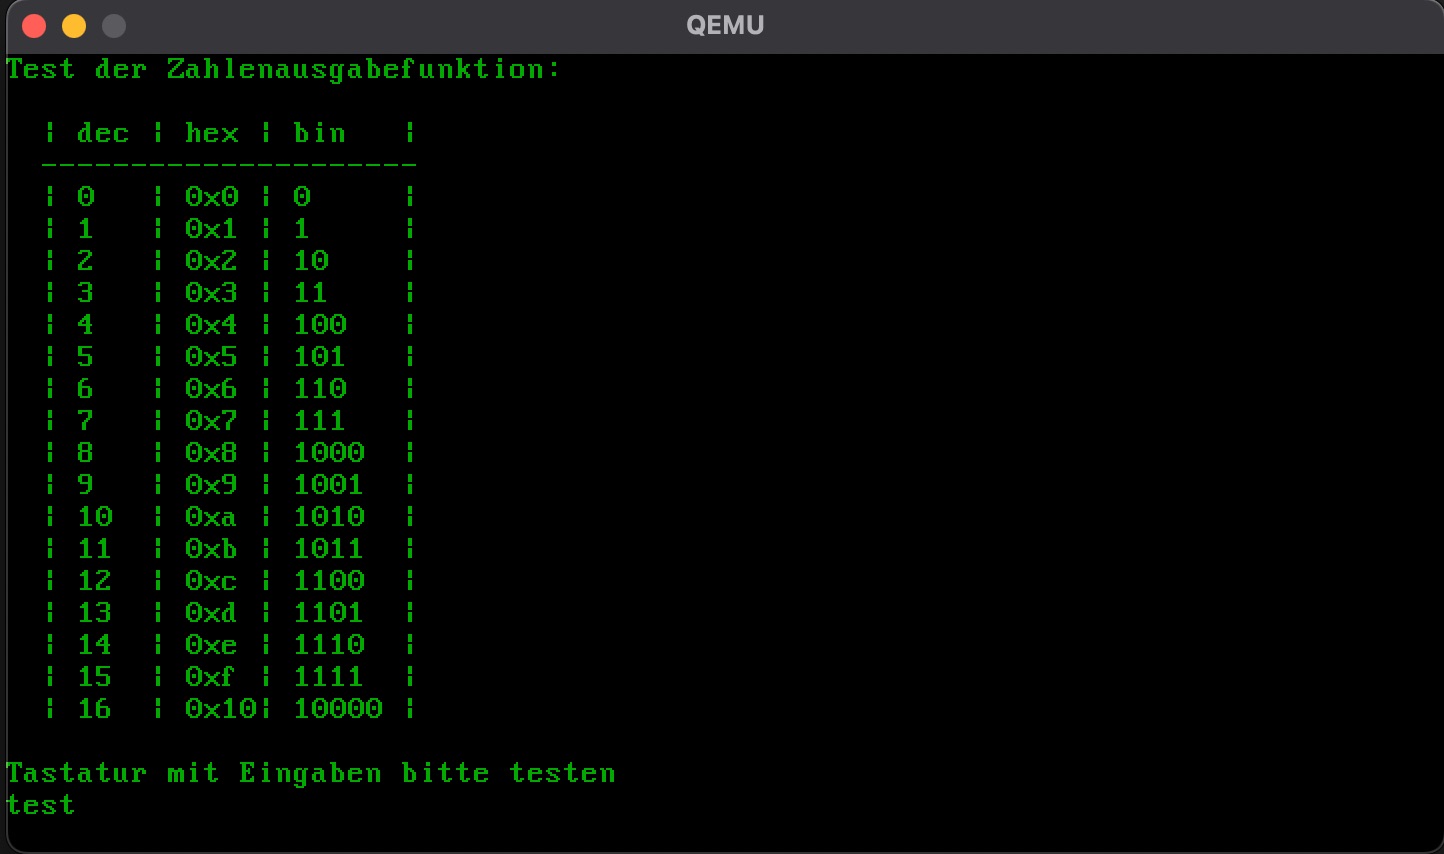 QEMU
Test der Zahlenausgabefunktion:
| dec | hex | bin   |
---------------------
| 0   | 0x0 | 0     |
| 1   | 0x1 | 1     |
| 2   | 0x2 | 10    |
| 3   | 0x3 | 11    |
| 4   | 0x4 | 100   |
| 5   | 0x5 | 101   |
| 6   | 0x6 | 110   |
| 7   | 0x7 | 111   |
| 8   | 0x8 | 1000  |
| 9   | 0x9 | 1001  |
| 10  | 0xa | 1010  |
| 11  | 0xb | 1011  |
| 12  | 0xc | 1100  |
| 13  | 0xd | 1101  |
| 14  | 0xe | 1110  |
| 15  | 0xf | 1111  |
| 16  | 0x10| 10000 |
Tastatur mit Eingaben bitte testen
test